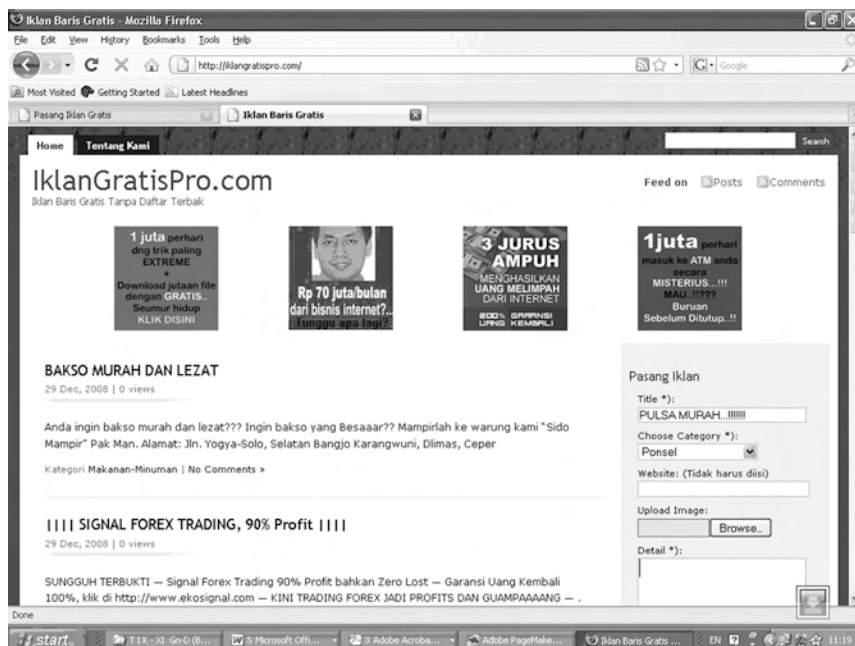 Iklan Baris Gratis - Mozilla Firefox
File Edit View History Bookmarks Tools Help
http://iklangratispro.com/
Google
Most Visited Getting Started Latest Headlines
Pasang Iklan Gratis
Iklan Baris Gratis
Home Tentang Kami
Search
IklanGratisPro.com
Iklan Baris Gratis Tanpa Daftar Terbaik
Feed on Posts Comments
1 juta perhari
dng trik paling
EXTREME
+
Download jutaan file
dengan GRATIS..
Seumur hidup
KLIK DISINI
Rp 70 juta/bulan
dari bisnis internet?...
Tunggu apa lagi?
3 JURUS
AMPUH
MENGHASILKAN
UANG MELIMPAH
DARI INTERNET
200% GARANSI
UANG KEMBALI
1juta perhari
masuk ke ATM anda
secara
MISTERIUS...!!!
MAU..!!???
Buruan
Sebelum Ditutup..!!
BAKSO MURAH DAN LEZAT
29 Dec, 2008 | 0 views
Anda ingin bakso murah dan lezat??? Ingin bakso yang Besaaar?? Mampirlah ke warung kami "Sido
Mampir" Pak Man. Alamat: Jln. Yogya-Solo, Selatan Bangjo Karangwuni, Dlimas, Ceper
Kategori Makanan-Minuman | No Comments »
|||| SIGNAL FOREX TRADING, 90% Profit ||||
29 Dec, 2008 | 0 views
SUNGGUH TERBUKTI — Signal Forex Trading 90% Profit bahkan Zero Lost — Garansi Uang Kembali
100%, klik di http://www.ekosignal.com — KINI TRADING FOREX JADI PROFITS DAN GUAMPAAAANG — .
Pasang Iklan
Title *):
PULSA MURAH...!!!!!!!
Choose Category *):
Ponsel
Website: (Tidak harus diisi)
Upload Image:
Browse..
Detail *):
Done
start
T I K - XI Gn-D (B...
5 Microsoft Offi...
3 Adobe Acroba...
Adobe PageMake...
Iklan Baris Gratis ...
EN
11:19